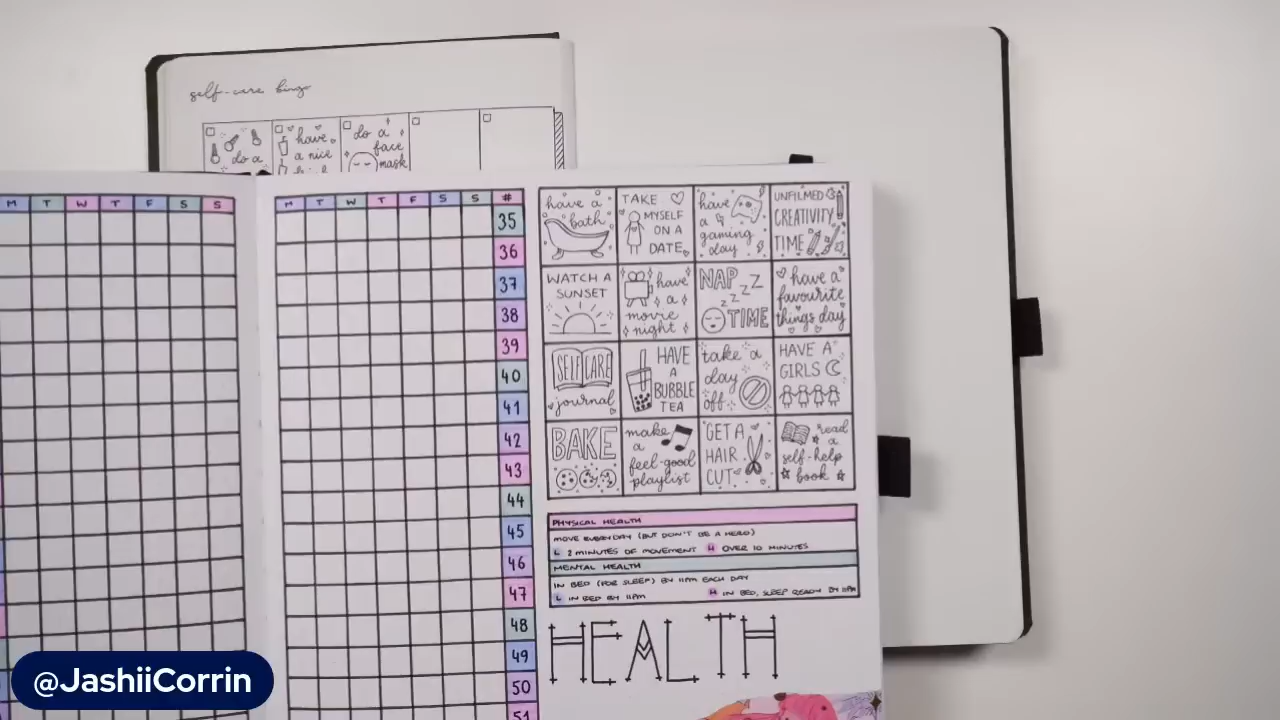 self-care bingo
do a
have
a nice
do a
face
mask
M T W T F S S
M T W T F S S #
35
36
37
38
39
40
41
42
43
44
45
46
47
48
49
50
51
have a
bath
TAKE
MYSELF
ON A
DATE
have
a
gaming
day
UNFILMED
CREATIVITY
TIME
WATCH A
SUNSET
have
a
movie
night
NAP ZZ
ZZZ
TIME
have a
favourite
things day
SELF CARE
journal
HAVE
A
BUBBLE
TEA
take a
day
off
HAVE A
GIRLS
BAKE
make
a
feel-good
playlist
GET A
HAIR
CUT
read
a
self-help
book
PHYSICAL HEALTH
MOVE EVERYDAY (BUT DON'T BE A HERO)
L 2 MINUTES OF MOVEMENT H OVER 10 MINUTES
MENTAL HEALTH
IN BED (FOR SLEEP) BY 11PM EACH DAY
L IN BED BY 11PM H IN BED, SLEEP READY BY 11PM
HEALTH
@JashiiCorrin